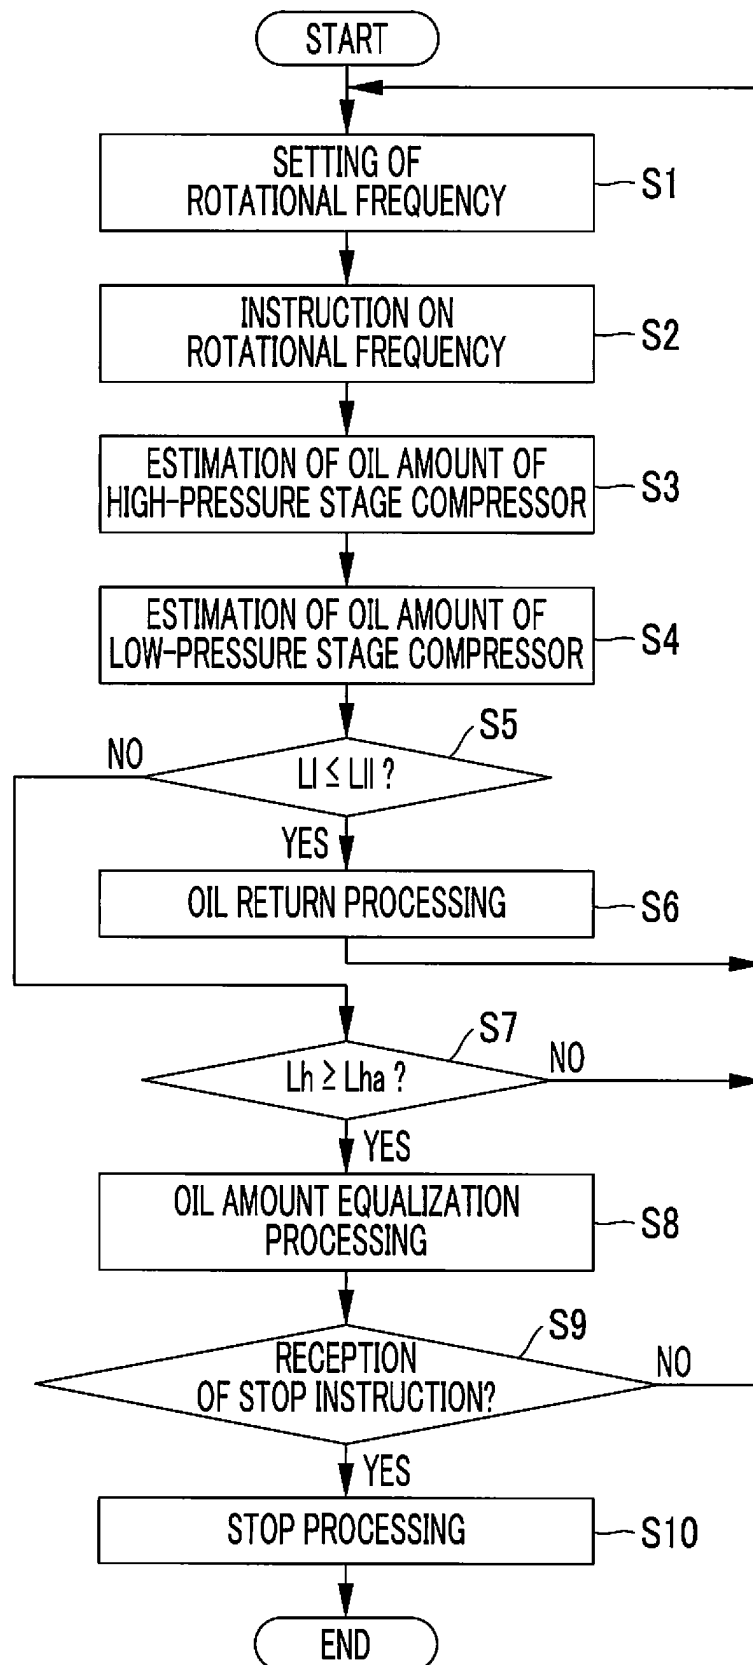 START
SETTING OF
ROTATIONAL FREQUENCY
S1
INSTRUCTION ON
ROTATIONAL FREQUENCY
S2
ESTIMATION OF OIL AMOUNT OF
HIGH-PRESSURE STAGE COMPRESSOR
S3
ESTIMATION OF OIL AMOUNT OF
LOW-PRESSURE STAGE COMPRESSOR
S4
S5
NO
Ll ≤ Lll ?
YES
OIL RETURN PROCESSING
S6
S7
Lh ≥ Lha ?
NO
YES
OIL AMOUNT EQUALIZATION
PROCESSING
S8
S9
RECEPTION
OF STOP INSTRUCTION?
NO
YES
STOP PROCESSING
S10
END